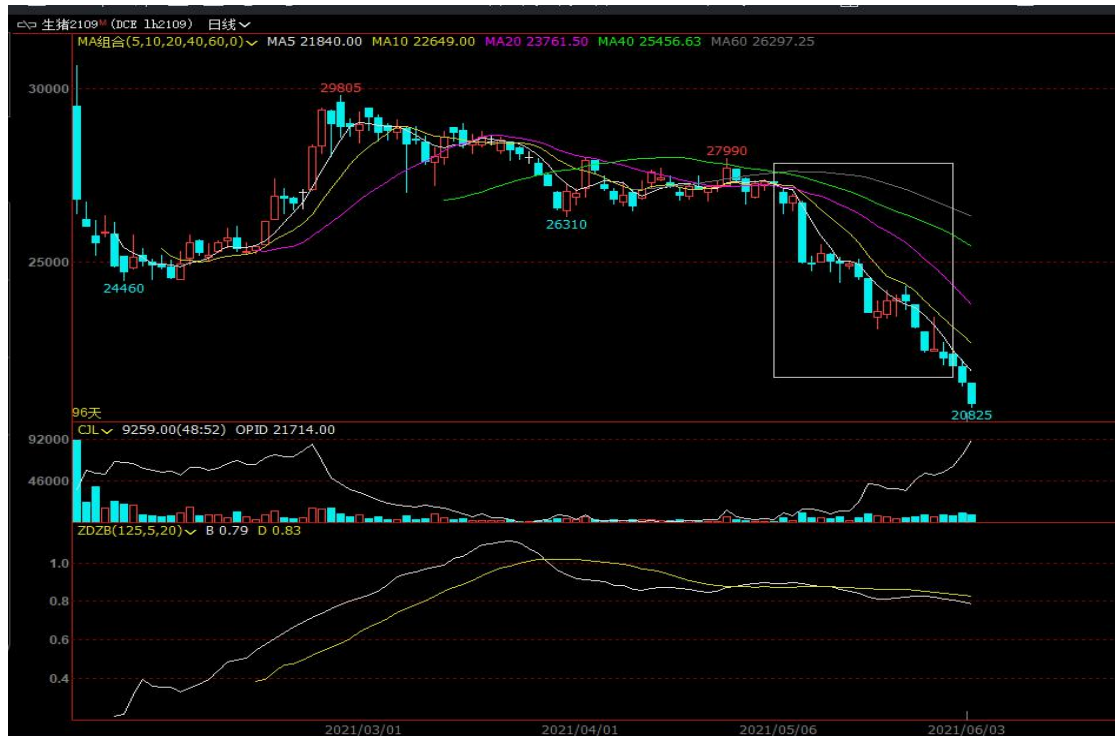 生猪2109M (DCE lh2109) 日线
MA组合(5,10,20,40,60,0) MA5 21840.00 MA10 22649.00 MA20 23761.50 MA40 25456.63 MA60 26297.25
30000
29805
27990
26310
25000
24460
20825
96天
CJL 9259.00(48:52) OPID 21714.00
92000
46000
ZDZB(125,5,20) B 0.79 D 0.83
1.0
0.8
0.6
0.4
2021/03/01 2021/04/01 2021/05/06 2021/06/03